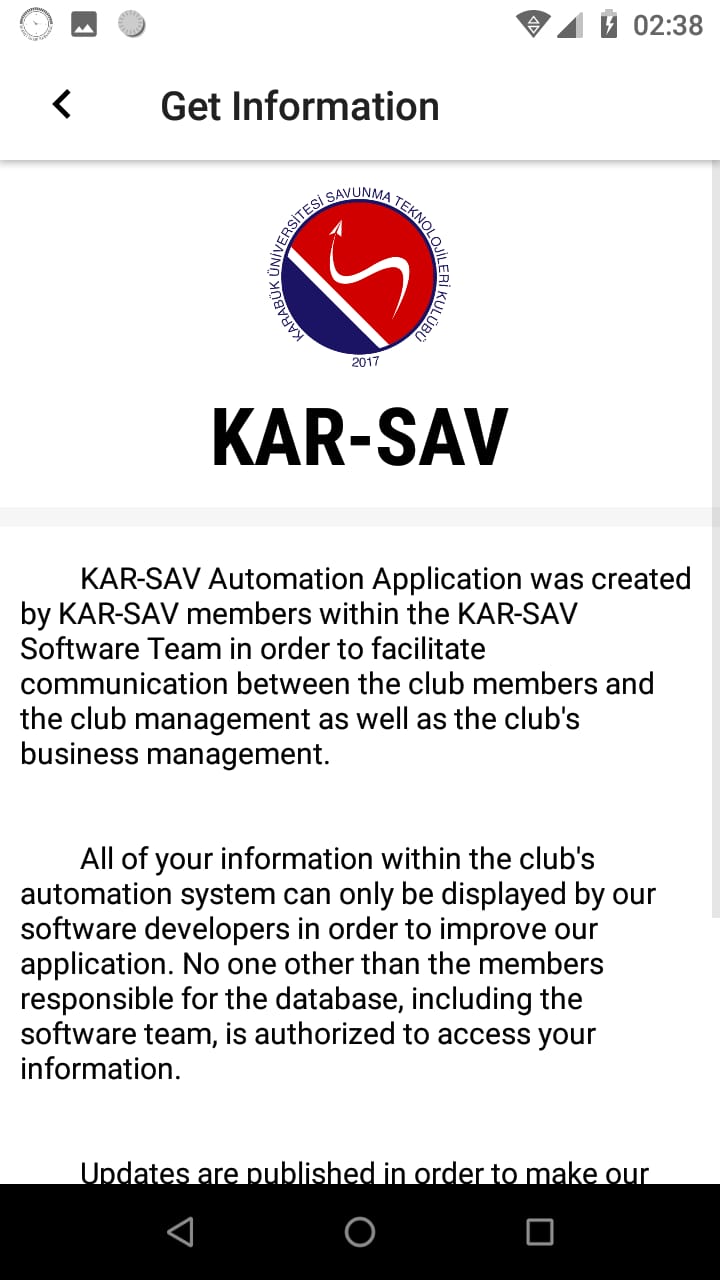 02:38
Get Information
KARABÜK ÜNİVERSİTESİ SAVUNMA TEKNOLOJİLERİ KULÜBÜ
2017
KAR-SAV
KAR-SAV Automation Application was created
by KAR-SAV members within the KAR-SAV
Software Team in order to facilitate
communication between the club members and
the club management as well as the club's
business management.
All of your information within the club's
automation system can only be displayed by our
software developers in order to improve our
application. No one other than the members
responsible for the database, including the
software team, is authorized to access your
information.
Updates are published in order to make our